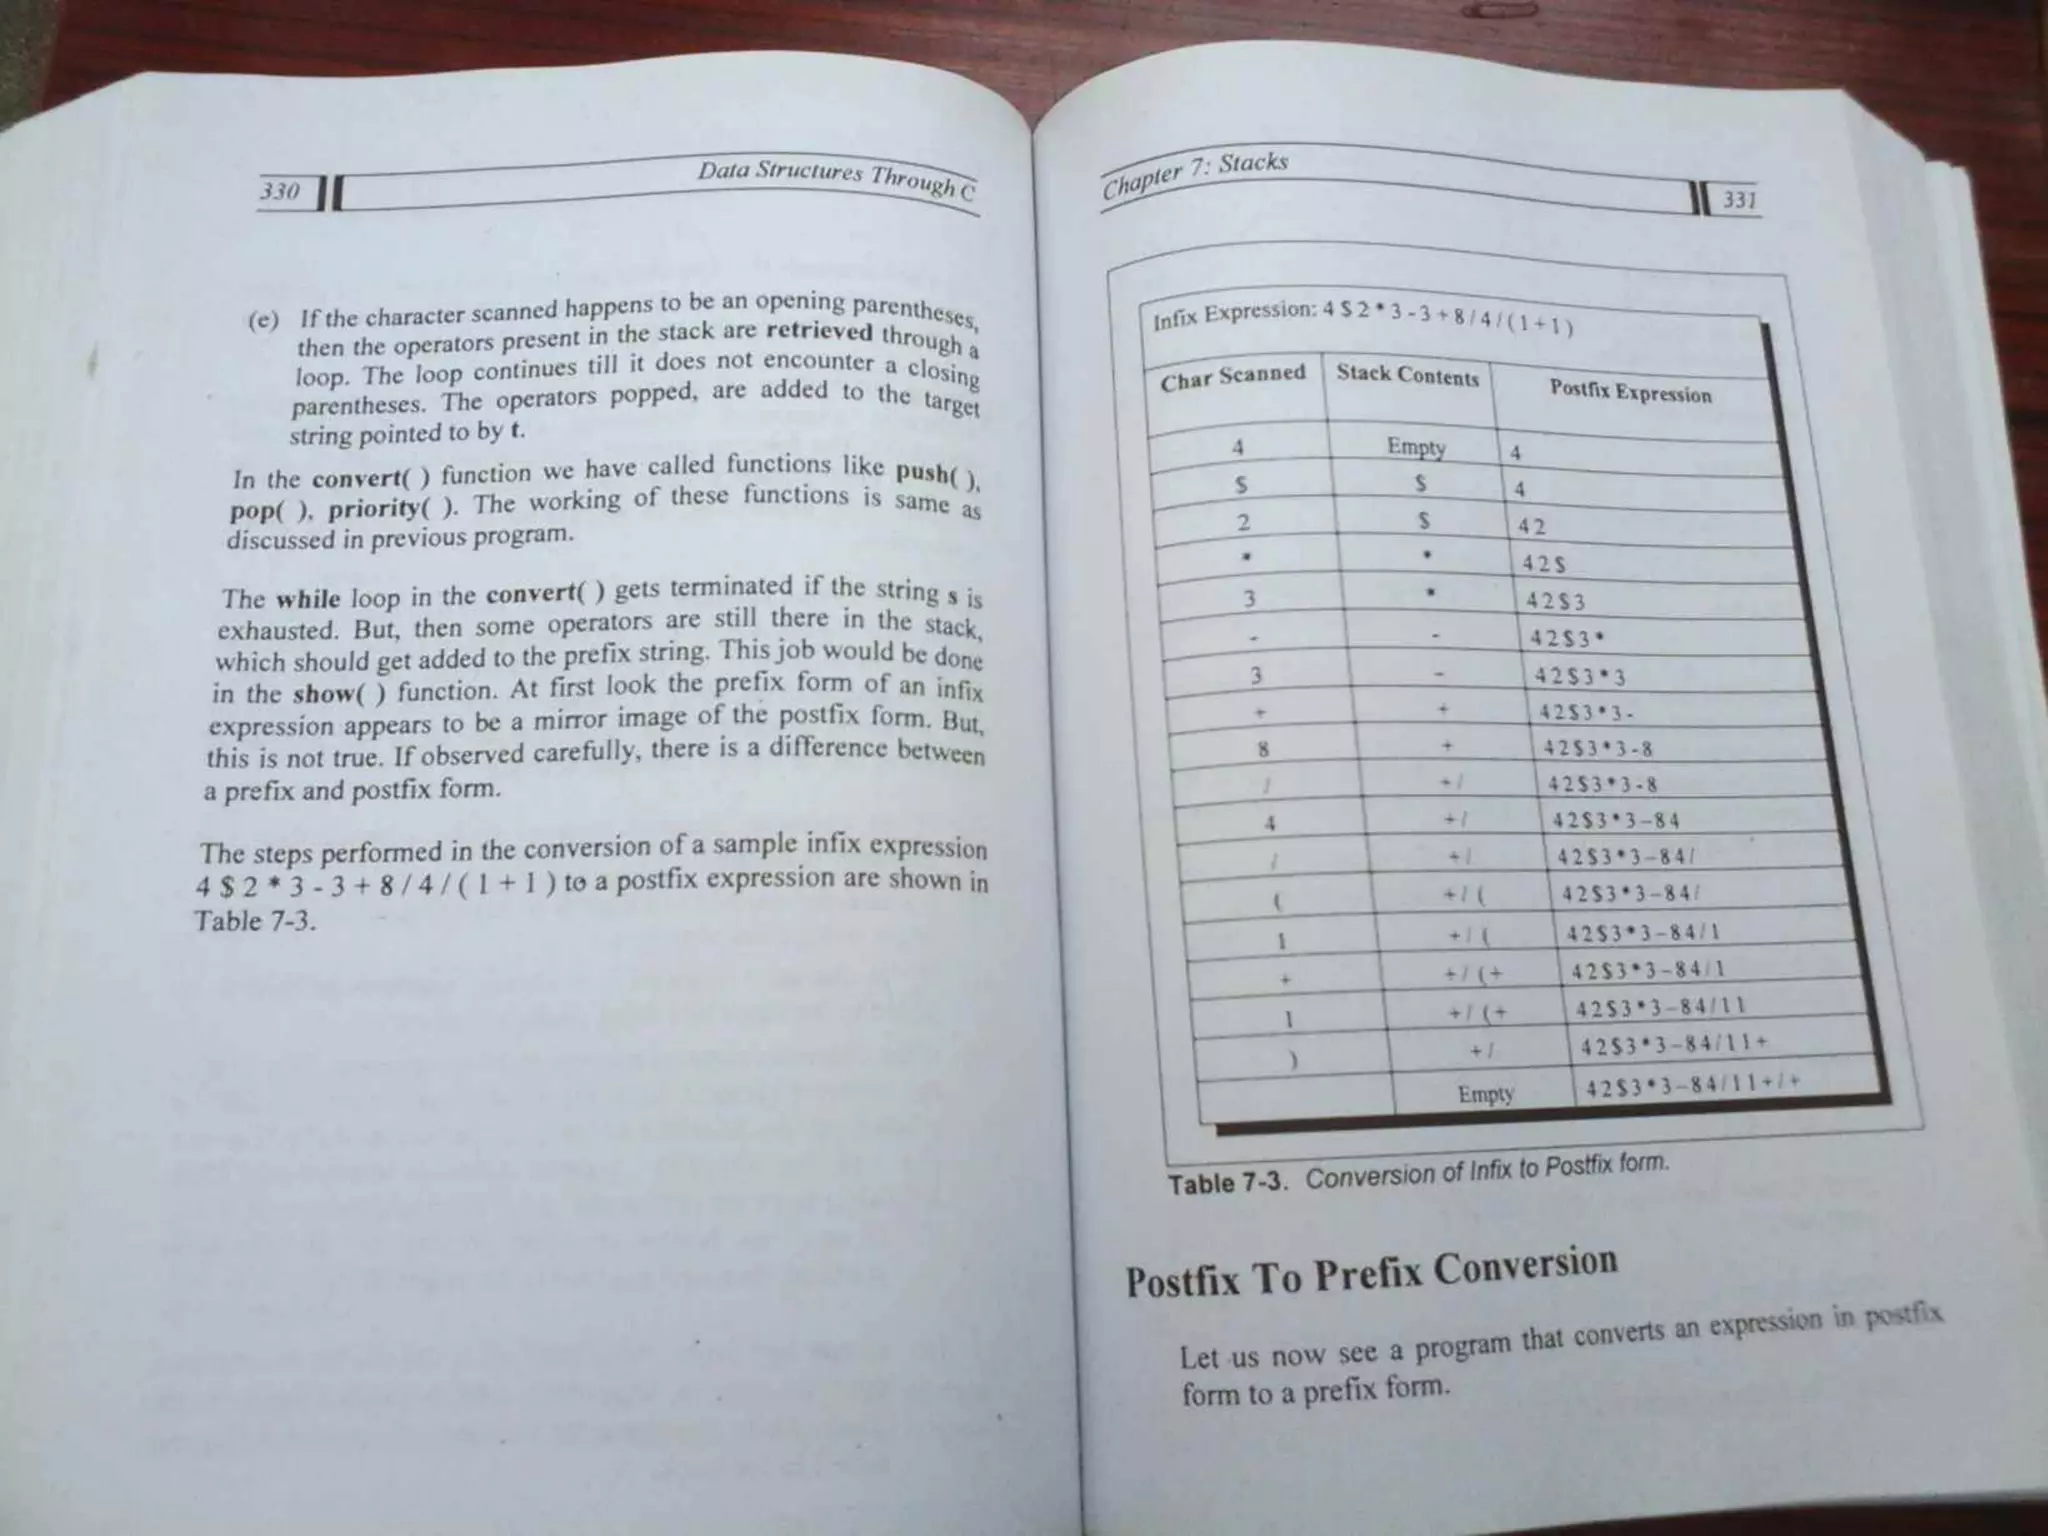 330 Data Structures Through C
(e) If the character scanned happens to be an opening parentheses,
then the operators present in the stack are retrieved through a
loop. The loop continues till it does not encounter a closing
parentheses. The operators popped, are added to the target
string pointed to by t.
In the convert( ) function we have called functions like push( ),
pop( ), priority( ). The working of these functions is same as
discussed in previous program.
The while loop in the convert( ) gets terminated if the string s is
exhausted. But, then some operators are still there in the stack,
which should get added to the prefix string. This job would be done
in the show( ) function. At first look the prefix form of an infix
expression appears to be a mirror image of the postfix form. But,
this is not true. If observed carefully, there is a difference between
a prefix and postfix form.
The steps performed in the conversion of a sample infix expression
4 $ 2 * 3 - 3 + 8 / 4 / ( 1 + 1 ) to a postfix expression are shown in
Table 7-3.
Chapter 7: Stacks 331
Infix Expression: 4 $ 2 * 3 - 3 + 8 / 4 / ( 1 + 1 )
Char Scanned Stack Contents Postfix Expression
4 Empty 4
$ $ 4
2 $ 4 2
* * 4 2 $
3 * 4 2 $ 3
- - 4 2 $ 3 *
3 - 4 2 $ 3 * 3
+ + 4 2 $ 3 * 3 -
8 + 4 2 $ 3 * 3 - 8
/ + / 4 2 $ 3 * 3 - 8
4 + / 4 2 $ 3 * 3 – 8 4
/ + / 4 2 $ 3 * 3 – 8 4 /
( + / ( 4 2 $ 3 * 3 – 8 4 /
1 + / ( 4 2 $ 3 * 3 – 8 4 / 1
+ + / ( + 4 2 $ 3 * 3 – 8 4 / 1
1 + / ( + 4 2 $ 3 * 3 – 8 4 / 1 1
) + / 4 2 $ 3 * 3 – 8 4 / 1 1 +
Empty 4 2 $ 3 * 3 – 8 4 / 1 1 + / +
Table 7-3. Conversion of Infix to Postfix form.
Postfix To Prefix Conversion
Let us now see a program that converts an expression in postfix
form to a prefix form.